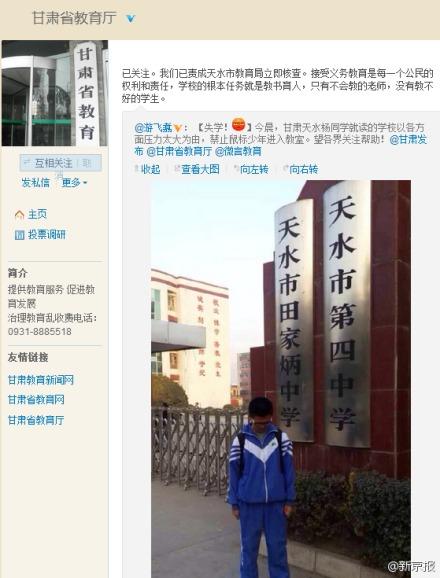 甘肃省教育厅
甘肃省教育
互相关注 | 取消
发私信 更多
主页
投票调研
简介
提供教育服务 促进教
育发展
治理教育乱收费电话:
0931-8885518
友情链接
甘肃教育新闻网
甘肃省教育网
甘肃省教育厅
已关注。我们已责成天水市教育局立即核查。接受义务教育是每一个公民的
权利和责任，学校的根本任务就是教书育人，只有不会教的老师，没有教不
好的学生。
@游飞翥 : 【失学! 】今晨，甘肃天水杨同学就读的学校以各方
面压力太大为由，禁止鼠标少年进入教室。望各界关注帮助! @甘肃发
布 @甘肃省教育厅 @微言教育
收起 查看大图 向左转 向右转
天水市田家炳中学
天水市第四中学
@新京报